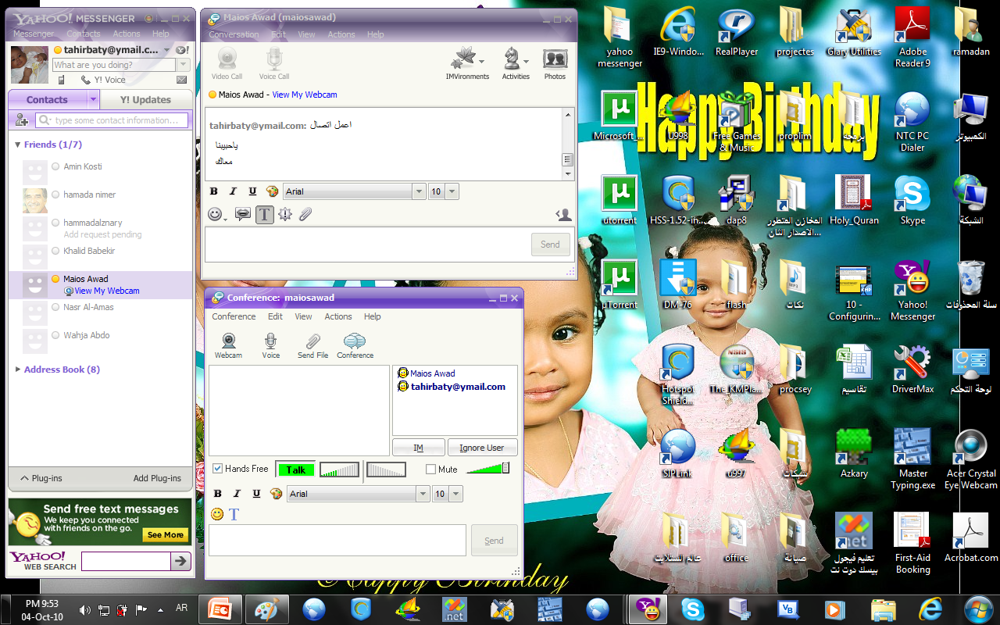 YAHOO! MESSENGER
Messenger Contacts Actions Help
tahirbaty@ymail.c...
What are you doing?
Y! Voice
Contacts
Y! Updates
type some contact information...
Friends (1/7)
Amin Kosti
hamada nimer
hammadalznary
Add request pending
Khalid Babekir
Maios Awad
View My Webcam
Nasr Al-Amas
Wahja Abdo
Address Book (8)
Plug-ins
Add Plug-ins
Send free text messages
We keep you connected
with friends on the go.
See More
YAHOO!
WEB SEARCH
Maios Awad (maiosawad)
Conversation Edit View Actions Help
Video Call
Voice Call
IMVironments
Activities
Photos
Maios Awad - View My Webcam
tahirbaty@ymail.com: اعمل اتصال
ياحبيبنا
معاك
B I U Arial 10
Send
Conference: maiosawad
Conference Edit View Actions Help
Webcam
Voice
Send File
Conference
Maios Awad
tahirbaty@ymail.com
IM
Ignore User
Hands Free
Talk
Mute
B I U Arial 10
T
Send
Happy Birthday
Happy Birthday
yahoo messenger
IE9-Windo...
RealPlayer
projectes
Glary Utilities
Adobe Reader 9
ramadan
Microsoft_...
U998
Free Games & Music
proplim
برمجه
NTC PC Dialer
الكمبيوتر
utorrent
HSS-1.52-ih...
dap8
المخازن المتطور
الاصدار الثان...
Holy_Quran
Skype
الشبكة
µTorrent
DM-76
flash
نكات
10 - Configurin...
Yahoo! Messenger
سلة المحذوفات
Hotspot Shield...
The_KMPla...
procsey
تقاسيم
DriverMax
لوحة التحكم
SIPLink
u997
شبكات
Azkary
Master Typing.exe
Acer Crystal Eye Webcam
عالم الستلايت
office
صيانة
تعليم فيجول
بيسك دوت نت
First-Aid Booking
Acrobat.com
PM 9:53
04-Oct-10
AR